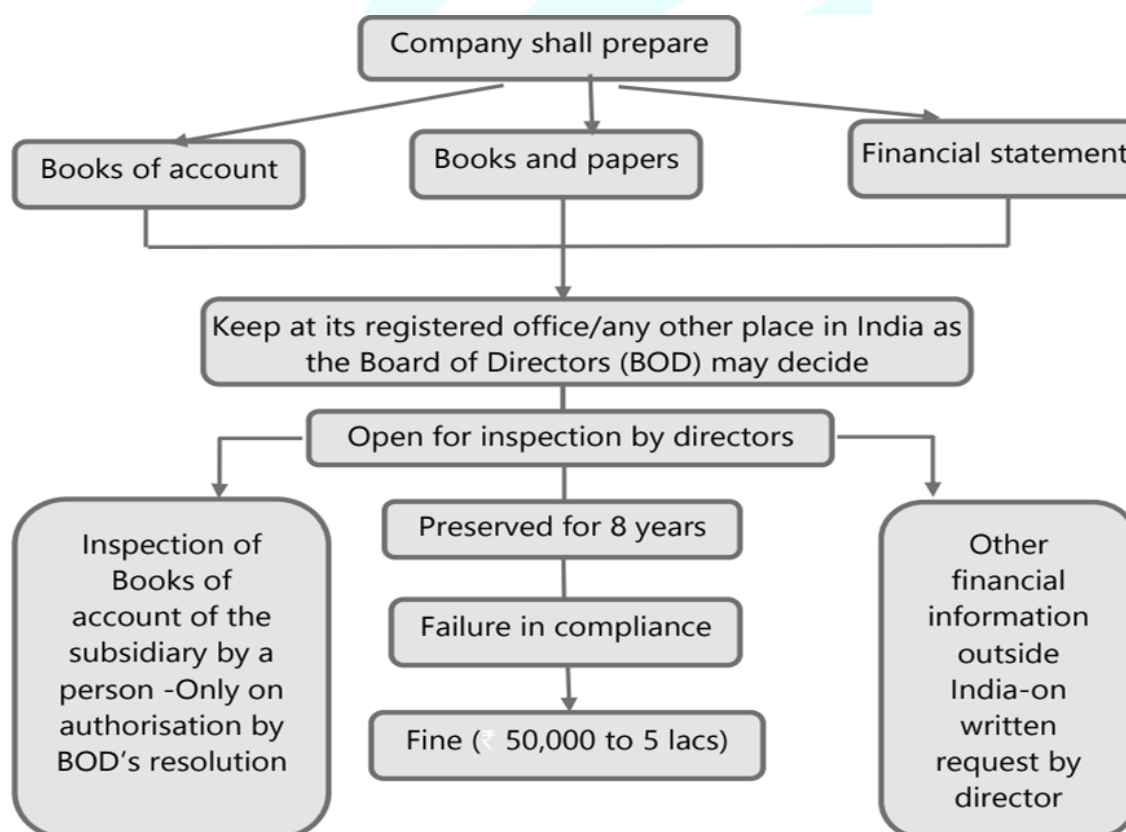 Company shall prepare
Books of account
Books and papers
Financial statement
Keep at its registered office/any other place in India as
the Board of Directors (BOD) may decide
Open for inspection by directors
Inspection of
Books of
account of the
subsidiary by a
person -Only on
authorisation by
BOD's resolution
Preserved for 8 years
Failure in compliance
Fine (₹ 50,000 to 5 lacs)
Other
financial
information
outside
India-on
written
request by
director